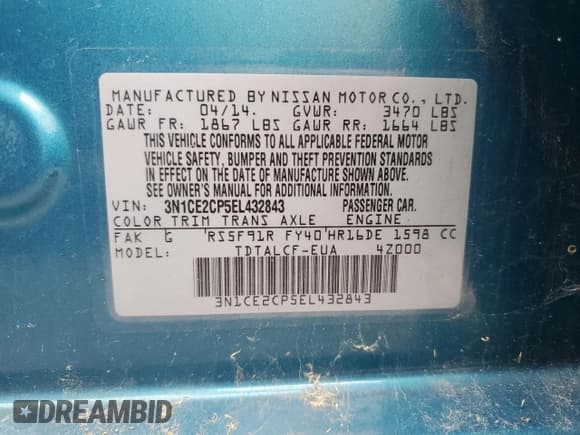 MANUFACTURED BY NISSAN MOTOR CO., LTD.
DATE: 04/14. GVWR: 3470 LBS
GAWR FR: 1867 LBS GAWR RR: 1664 LBS
THIS VEHICLE CONFORMS TO ALL APPLICABLE FEDERAL MOTOR
VEHICLE SAFETY, BUMPER AND THEFT PREVENTION STANDARDS
IN EFFECT ON THE DATE OF MANUFACTURE SHOWN ABOVE.
SEE OWNER'S MANUAL FOR ADDITIONAL INFORMATION.
VIN: 3N1CE2CP5EL432843 PASSENGER CAR.
COLOR TRIM TRANS AXLE ENGINE
FAK G 'RS5F91R FY40'HR16DE 1598 CC
MODEL: TDTALCF-EUA 4Z000
3N1CE2CP5EL432843
DREAMBID